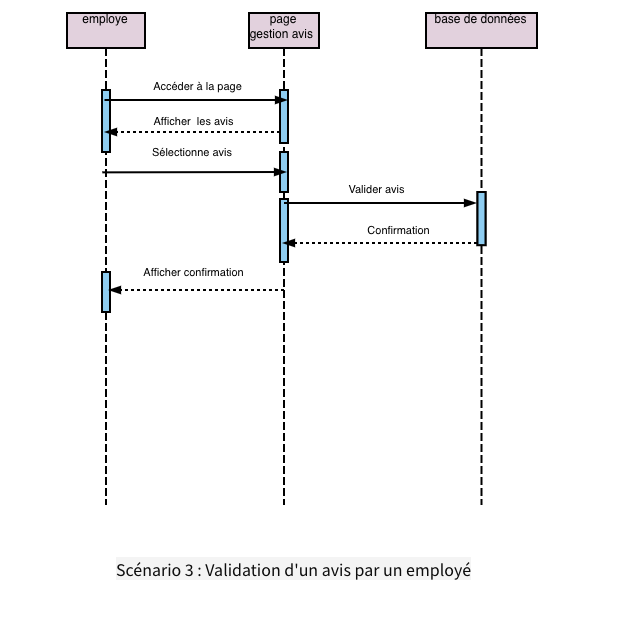 employe
page
gestion avis
base de données
Accéder à la page
Afficher les avis
Sélectionne avis
Valider avis
Confirmation
Afficher confirmation
Scénario 3 : Validation d'un avis par un employé